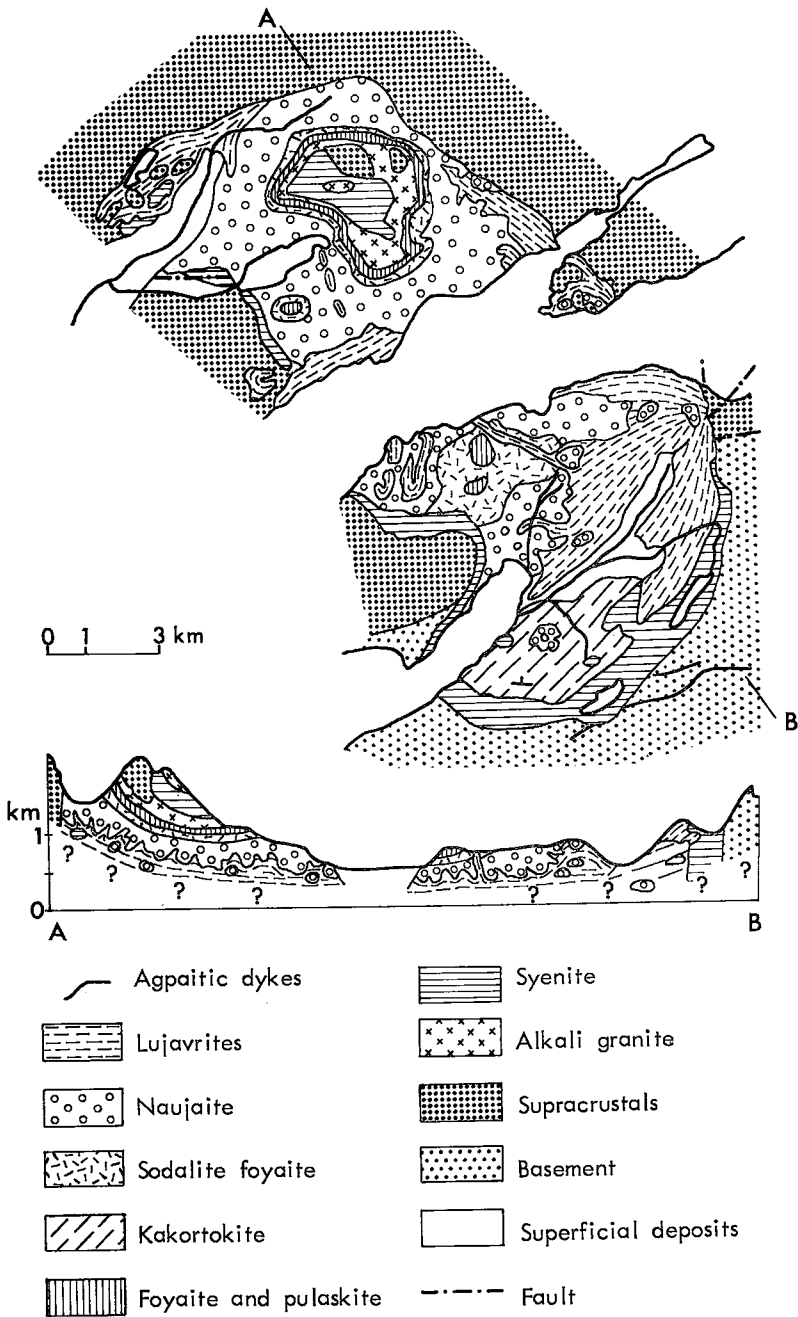 A
0 1 3 km
B
km
1
? ? ? ? ? ? ? ?
0
A B
Agpaitic dykes
Lujavrites
Naujaite
Sodalite foyaite
Kakortokite
Foyaite and pulaskite
Syenite
Alkali granite
Supracrustals
Basement
Superficial deposits
Fault